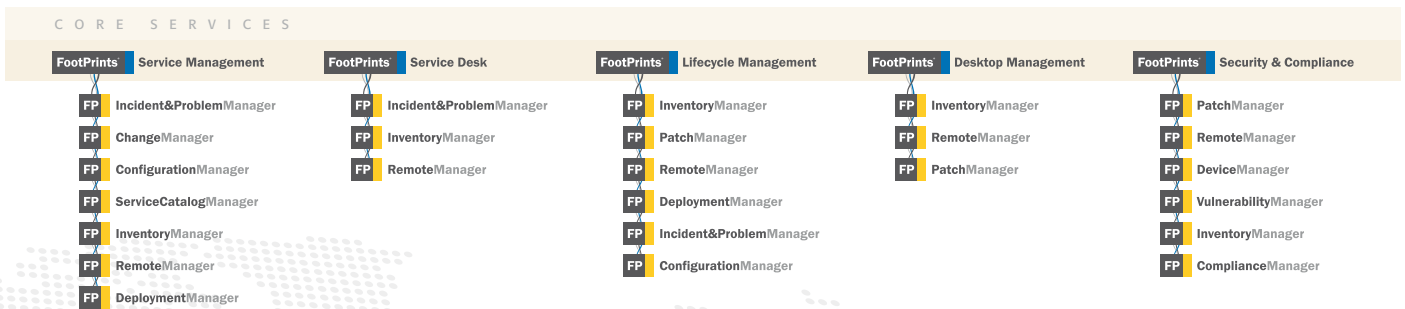 CORE SERVICES
FootPrints Service Management
FP Incident&ProblemManager
FP ChangeManager
FP ConfigurationManager
FP ServiceCatalogManager
FP InventoryManager
FP RemoteManager
FP DeploymentManager
FootPrints Service Desk
FP Incident&ProblemManager
FP InventoryManager
FP RemoteManager
FootPrints Lifecycle Management
FP InventoryManager
FP PatchManager
FP RemoteManager
FP DeploymentManager
FP Incident&ProblemManager
FP ConfigurationManager
FootPrints Desktop Management
FP InventoryManager
FP RemoteManager
FP PatchManager
FootPrints Security & Compliance
FP PatchManager
FP RemoteManager
FP DeviceManager
FP VulnerabilityManager
FP InventoryManager
FP ComplianceManager